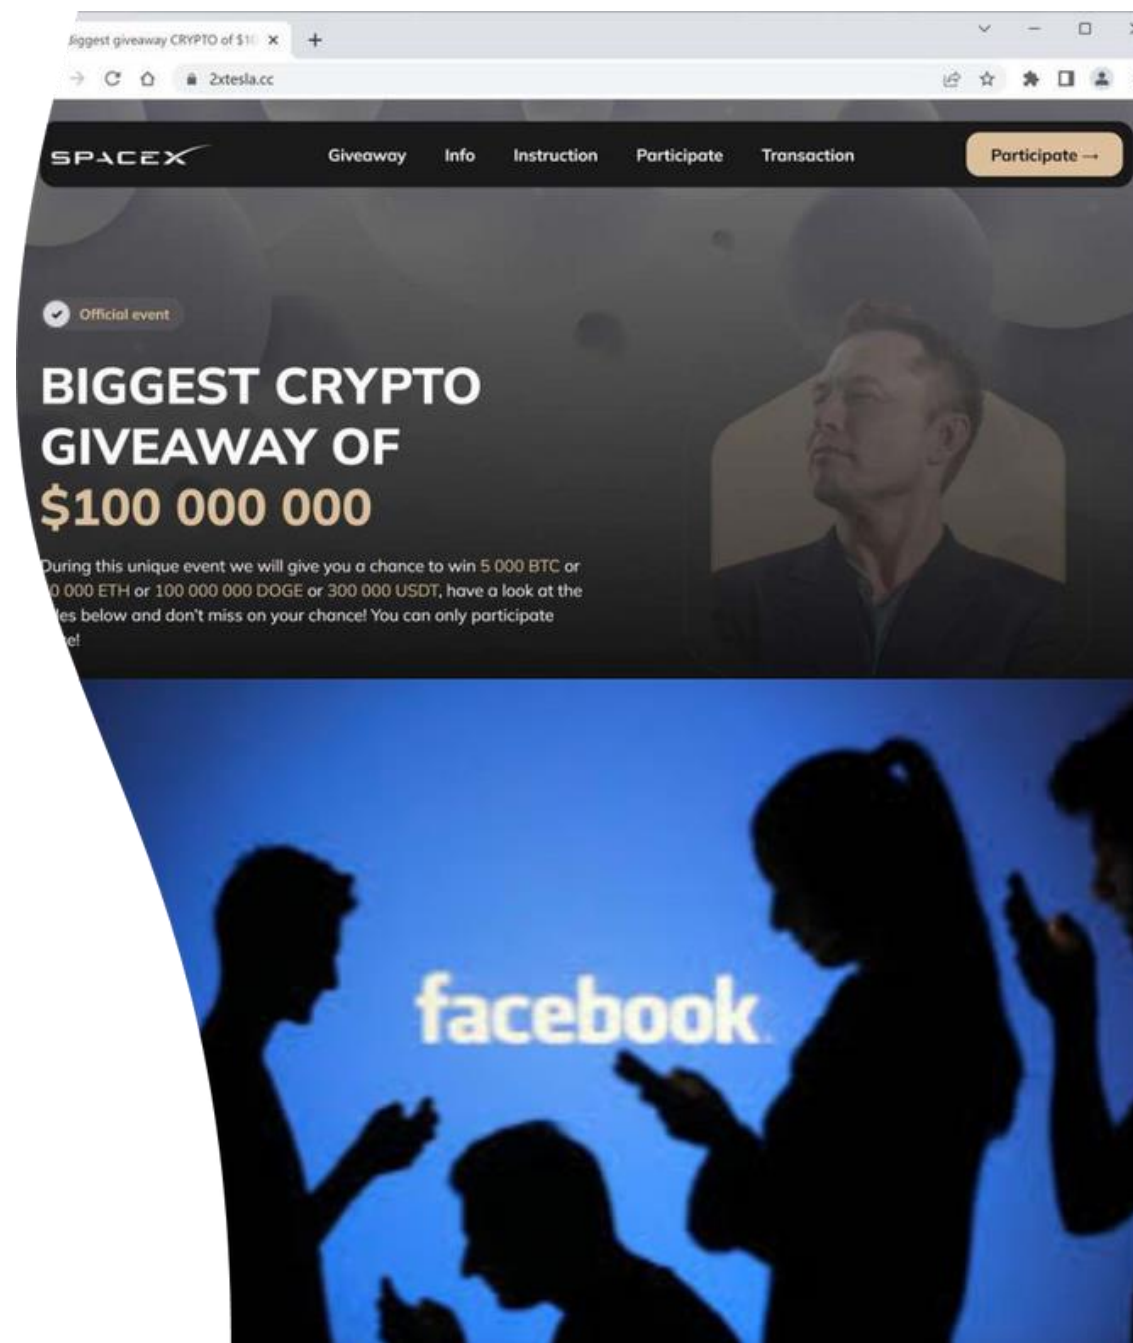 Biggest giveaway CRYPTO of $10
2xtesla.cc
SPACEX
Giveaway Info Instruction Participate Transaction Participate →
Official event
BIGGEST CRYPTO
GIVEAWAY OF
$100 000 000
During this unique event we will give you a chance to win 5 000 BTC or
0 000 ETH or 100 000 000 DOGE or 300 000 USDT, have a look at the
below and don't miss on your chance! You can only participate
facebook